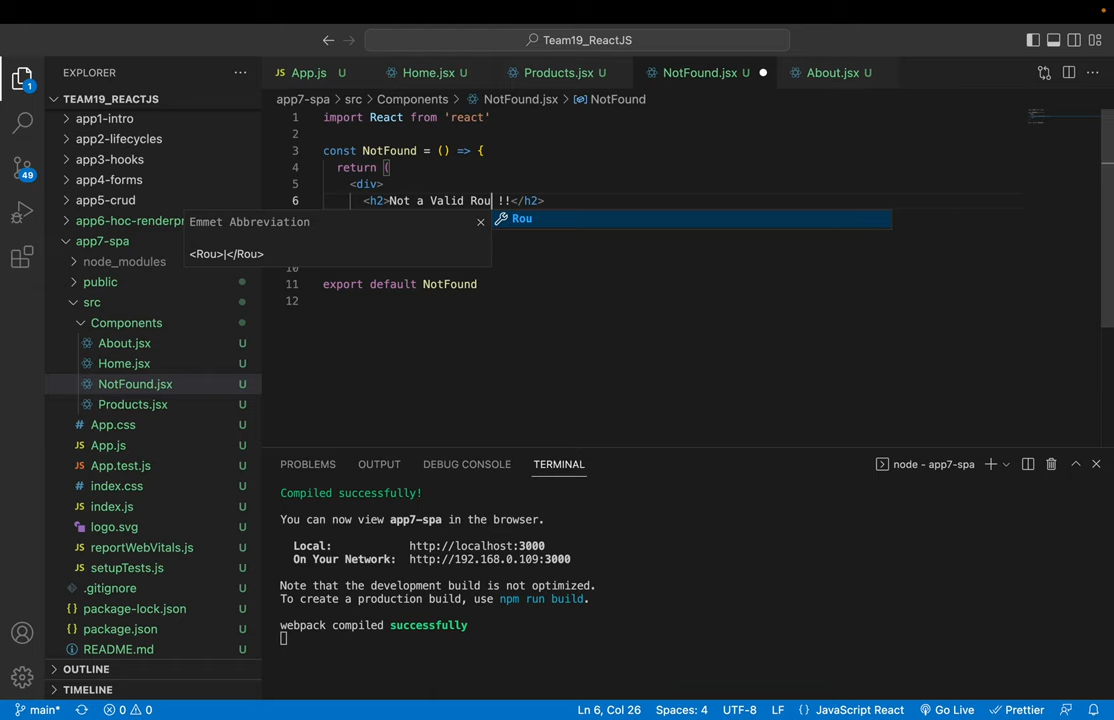 Team19_ReactJS
EXPLORER
App.js U
Home.jsx U
Products.jsx U
NotFound.jsx U
About.jsx U
TEAM19_REACTJS
app7-spa > src > Components > NotFound.jsx > NotFound
app1-intro
app2-lifecycles
app3-hooks
app4-forms
app5-crud
app6-hoc-renderpr
app7-spa
node_modules
public
src
Components
About.jsx U
Home.jsx U
NotFound.jsx U
Products.jsx U
App.css U
App.js U
App.test.js U
index.css U
index.js U
logo.svg U
reportWebVitals.js U
setupTests.js U
.gitignore U
package-lock.json U
package.json U
README.md U
OUTLINE
TIMELINE
1
49
1 import React from 'react'
2
3 const NotFound = () => {
4 return (
5 <div>
6 <h2>Not a Valid Rou !!</h2>
Emmet Abbreviation
<Rou>|</Rou>
Rou
10
11 export default NotFound
12
PROBLEMS OUTPUT DEBUG CONSOLE TERMINAL
node - app7-spa
Compiled successfully!
You can now view app7-spa in the browser.
Local: http://localhost:3000
On Your Network: http://192.168.0.109:3000
Note that the development build is not optimized.
To create a production build, use npm run build.
webpack compiled successfully
main* 0 0 Ln 6, Col 26 Spaces: 4 UTF-8 LF {} JavaScript React Go Live Prettier